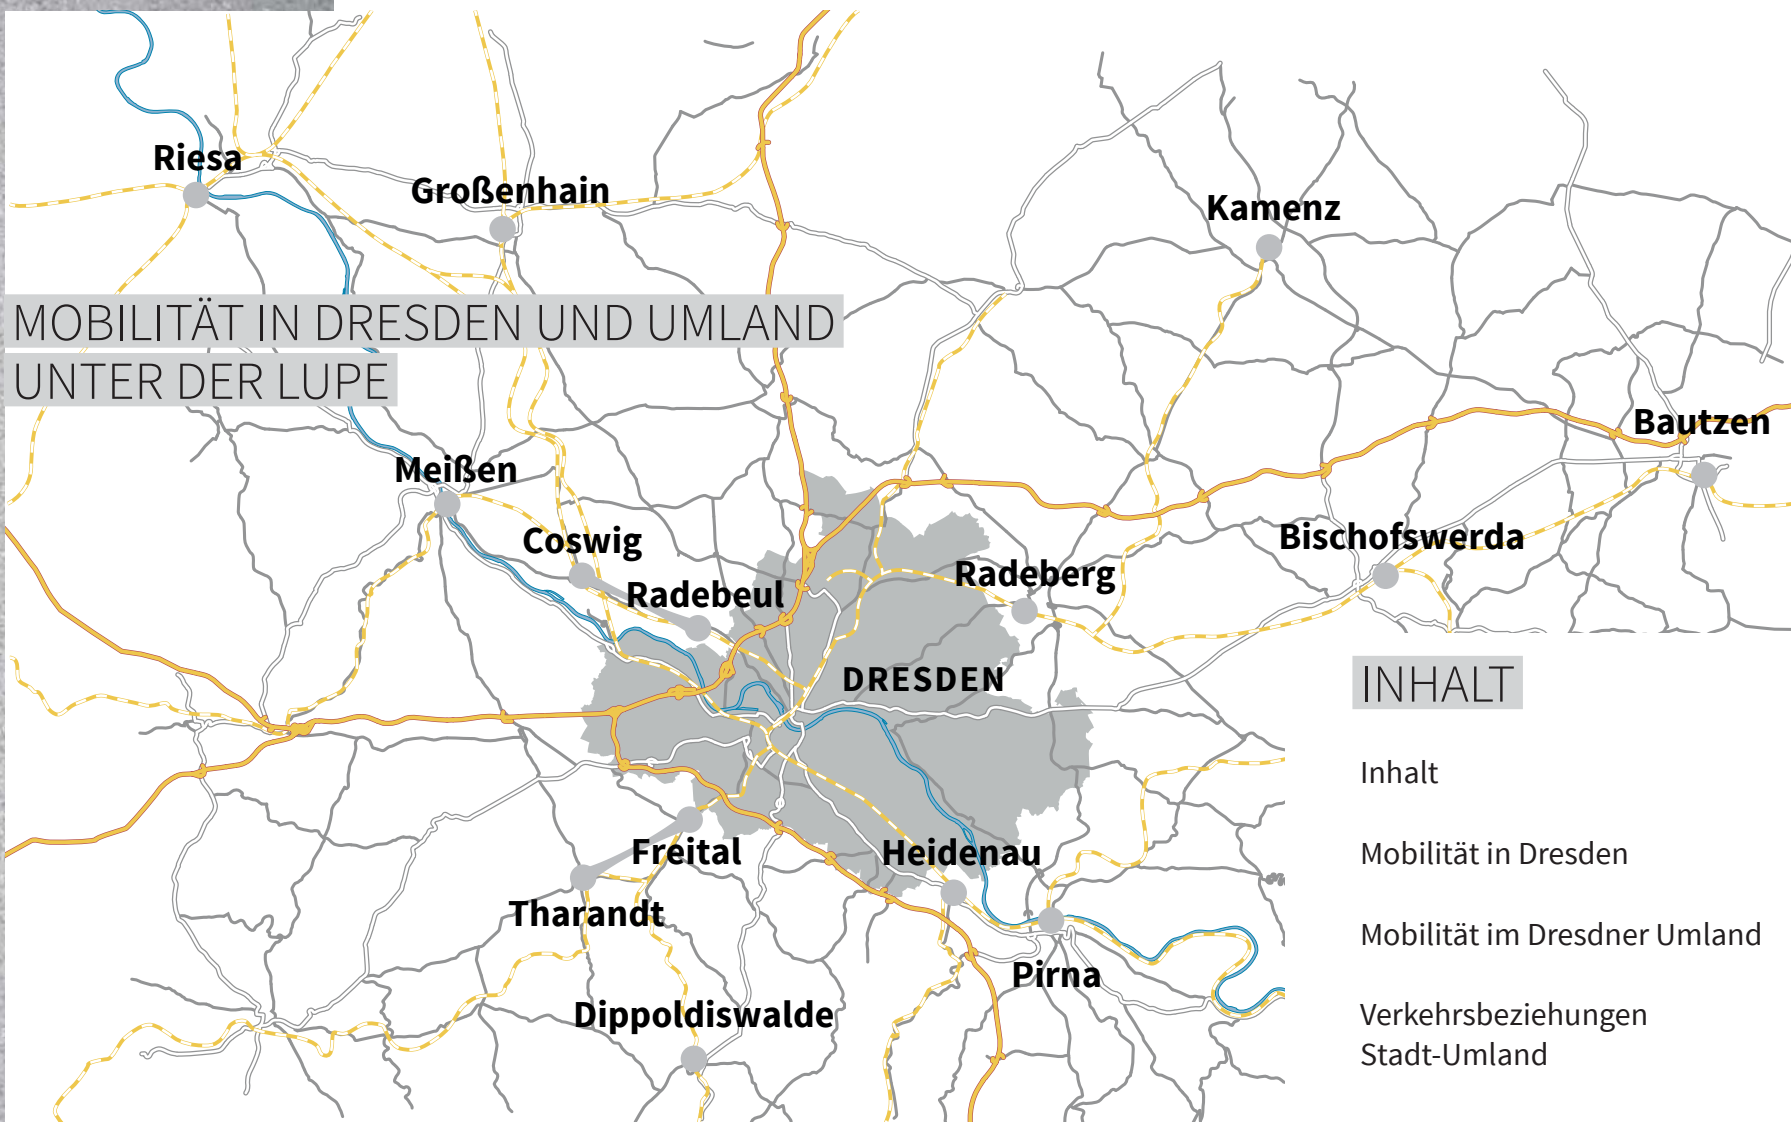 Riesa
Großenhain
Kamenz
MOBILITÄT IN DRESDEN UND UMLAND
UNTER DER LUPE
Bautzen
Meißen
Coswig
Bischofswerda
Radebeul
Radeberg
DRESDEN
Freital
Heidenau
Tharandt
Pirna
Dippoldiswalde
INHALT
Inhalt
Mobilität in Dresden
Mobilität im Dresdner Umland
Verkehrsbeziehungen
Stadt-Umland